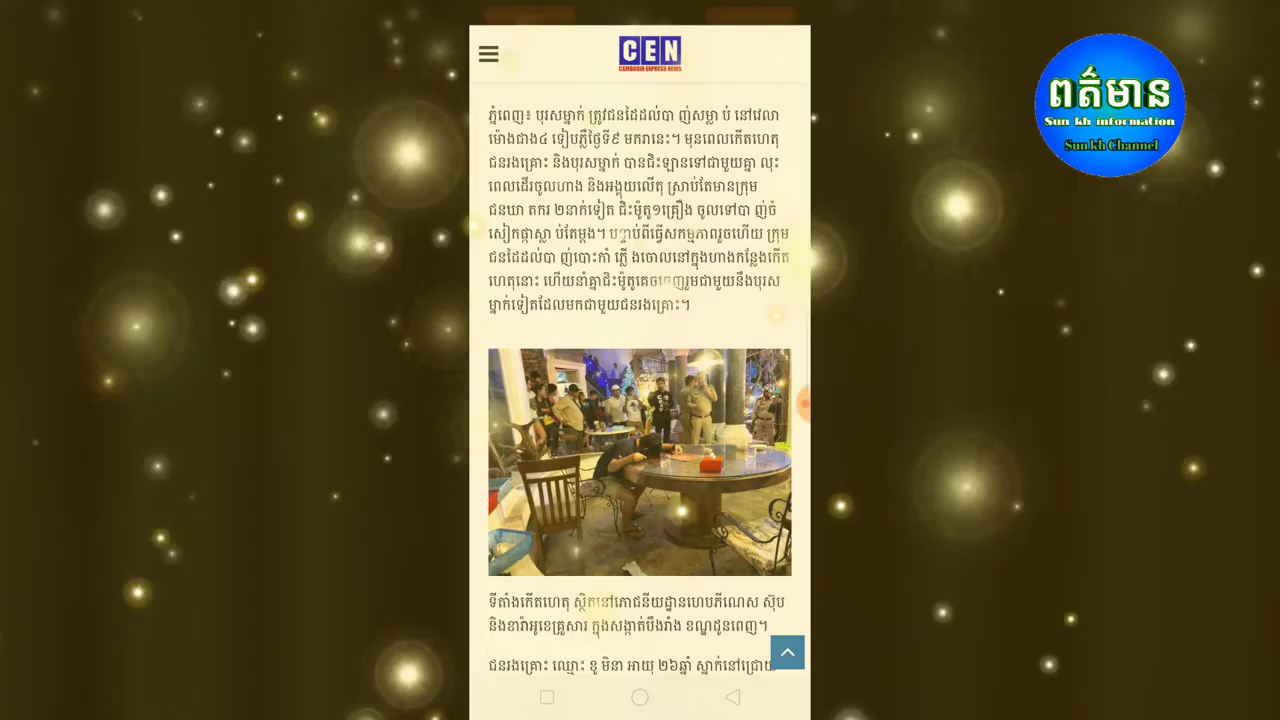 CEN
CAMBODIA EXPRESS NEWS
ព័ត៌មាន
Sun kh information
Sun kh Channel
ភ្នំពេញ៖ បុរសម្នាក់ ត្រូវជនដៃដល់បា ញ់សម្លា ប់ នៅវេលា
ម៉ោងជាង៤ ទៀបភ្លឺថ្ងៃទី៩ មករានេះ។ មុនពេលកើតហេតុ
ជនរងគ្រោះ និងបុរសម្នាក់ បានជិះឡានទៅជាមួយគ្នា លុះ
ពេលដើរចូលហាង និងអង្គុយលើតុ ស្រាប់តែមានក្រុម
ជនឃា តករ ២នាក់ទៀត ជិះម៉ូតូ១គ្រឿង ចូលទៅបា ញ់ចំ
សៀកផ្កាស្លា ប់តែម្តង។ បន្ទាប់ពីធ្វើសកម្មភាពរួចហើយ ក្រុម
ជនដៃដល់បា ញ់បោះកាំ ភ្លើ ងចោលនៅក្នុងហាងកន្លែងកើត
ហេតុនោះ ហើយនាំគ្នាជិះម៉ូតូគេចចេញរួមជាមួយនឹងបុរស
ម្នាក់ទៀតដែលមកជាមួយជនរងគ្រោះ។
ទីតាំងកើតហេតុ ស្ថិតនៅភោជនីយដ្ឋានហេបភីណេស ស៊ុប
និងខារ៉ាអូខេគ្រួសារ ក្នុងសង្កាត់បឹងរាំង ខណ្ឌដូនពេញ។
ជនរងគ្រោះ ឈ្មោះ ខូ មិនា អាយុ ២៦ឆ្នាំ ស្នាក់នៅជ្រោយ